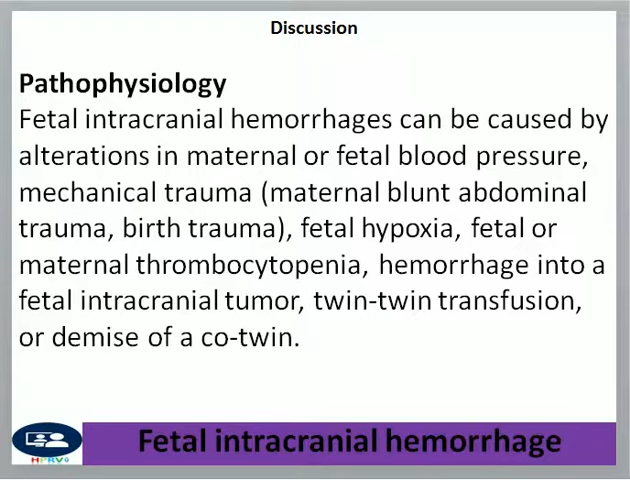 Discussion
Pathophysiology
Fetal intracranial hemorrhages can be caused by
alterations in maternal or fetal blood pressure,
mechanical trauma (maternal blunt abdominal
trauma, birth trauma), fetal hypoxia, fetal or
maternal thrombocytopenia, hemorrhage into a
fetal intracranial tumor, twin-twin transfusion,
or demise of a co-twin.
Fetal intracranial hemorrhage